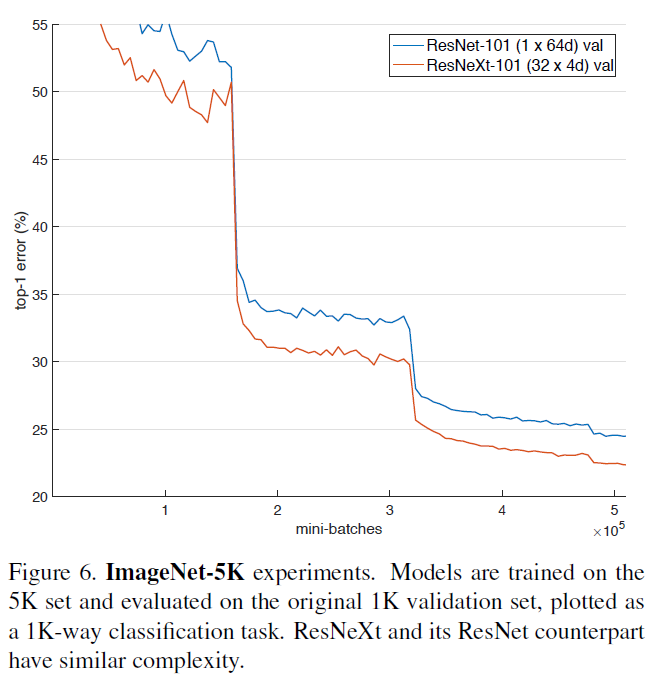 55
50
45
40
35
30
25
20
top-1 error (%)
ResNet-101 (1 x 64d) val
ResNeXt-101 (32 x 4d) val
1
2
3
4
5
mini-batches
×10⁵
Figure 6. ImageNet-5K experiments. Models are trained on the
5K set and evaluated on the original 1K validation set, plotted as
a 1K-way classification task. ResNeXt and its ResNet counterpart
have similar complexity.